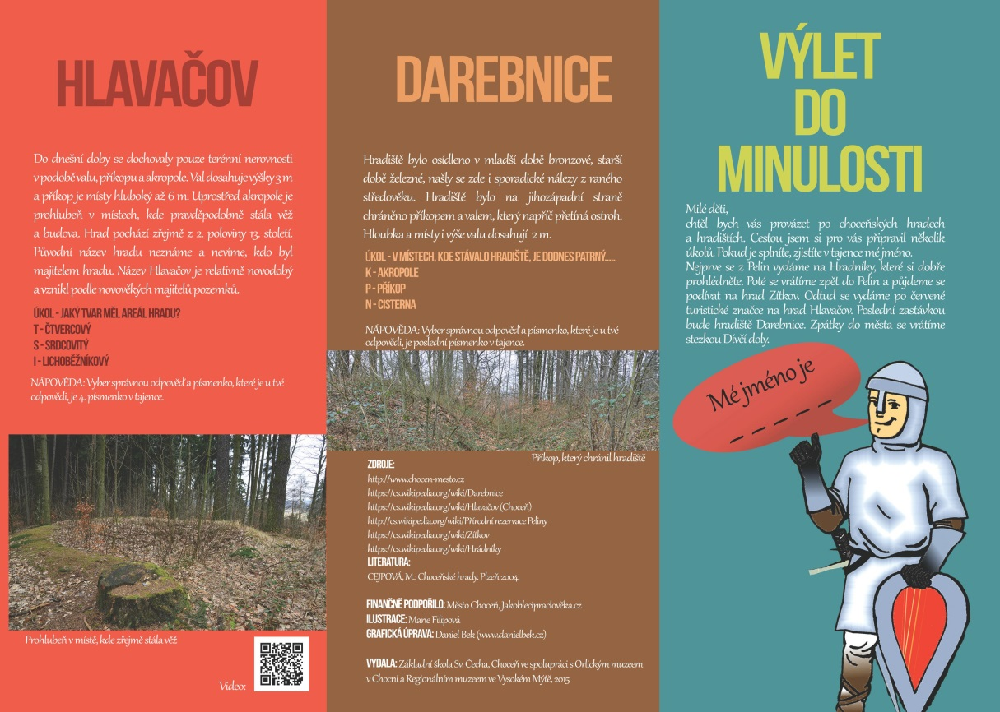 HLAVAČOV
Do dnešní doby se dochovaly pouze terénní nerovnosti
v podobě valu, příkopu a akropole. Val dosahuje výšky 3 m
a příkop je místy hluboký až 6 m. Uprostřed akropole je
prohlubeň v místech, kde pravděpodobně stála věž
a budova. Hrad pochází zřejmě z 2. poloviny 13. století.
Původní název hradu neznáme a nevíme, kdo byl
majitelem hradu. Název Hlavačov je relativně novodobý
a vznikl podle novověkých majitelů pozemků.
ÚKOL - JAKÝ TVAR MĚL AREÁL HRADU?
T - ČTVERCOVÝ
S - SRDCOVITÝ
I - LICHOBĚŽNÍKOVÝ
NÁPOVĚDA: Vyber správnou odpověď a písmenko, které je u tvé
odpovědi, je 4. písmenko v tajence.
Prohlubeň v místě, kde zřejmě stála věž
Video:
DAREBNICE
Hradiště bylo osídleno v mladší době bronzové, starší
době železné, našly se zde i sporadické nálezy z raného
středověku. Hradiště bylo na jihozápadní straně
chráněno příkopem a valem, který napříč přetíná ostroh.
Hloubka a místy i výše valu dosahují 2 m.
ÚKOL - V MÍSTECH, KDE STÁVALO HRADIŠTĚ, JE DODNES PATRNÝ.....
K - AKROPOLE
P - PŘÍKOP
N - CISTERNA
NÁPOVĚDA: Vyber správnou odpověď a písmenko, které je u tvé
odpovědi, je poslední písmenko v tajence.
Příkop, který chránil hradiště
ZDROJE:
http://www.chocen-mesto.cz
https://cs.wikipedia.org/wiki/Darebnice
https://cs.wikipedia.org/wiki/Hlavačov_(Choceň)
http://cs.wikipedia.org/wiki/Přírodní_rezervace_Peliny
https://cs.wikipedia.org/wiki/Zítkov
https://cs.wikipedia.org/wiki/Hrádníky
LITERATURA:
CEJPOVÁ, M.: Choceňské hrady. Plzeň 2004.
FINANČNĚ PODPOŘILO: Město Choceň, Jakoblecipraclověka.cz
ILUSTRACE: Marie Filipová
GRAFICKÁ ÚPRAVA: Daniel Bek (www.danielbek.cz)
VYDALA: Základní škola Sv. Čecha, Choceň ve spolupráci s Orlickým muzeem
v Chocni a Regionálním muzeem ve Vysokém Mýtě, 2015
VÝLET
DO
MINULOSTI
Milé děti,
chtěl bych vás provázet po choceňských hradech
a hradištích. Cestou jsem si pro vás připravil několik
úkolů. Pokud je splníte, zjistíte v tajence mé jméno.
Nejprve se z Pelin vydáme na Hradníky, které si dobře
prohlédněte. Poté se vrátíme zpět do Pelin a půjdeme se
podívat na hrad Zítkov. Odtud se vydáme po červené
turistické značce na hrad Hlavačov. Poslední zastávkou
bude hradiště Darebnice. Zpátky do města se vrátíme
stezkou Dívčí doly.
Mé jméno je
_ _ _ _ _